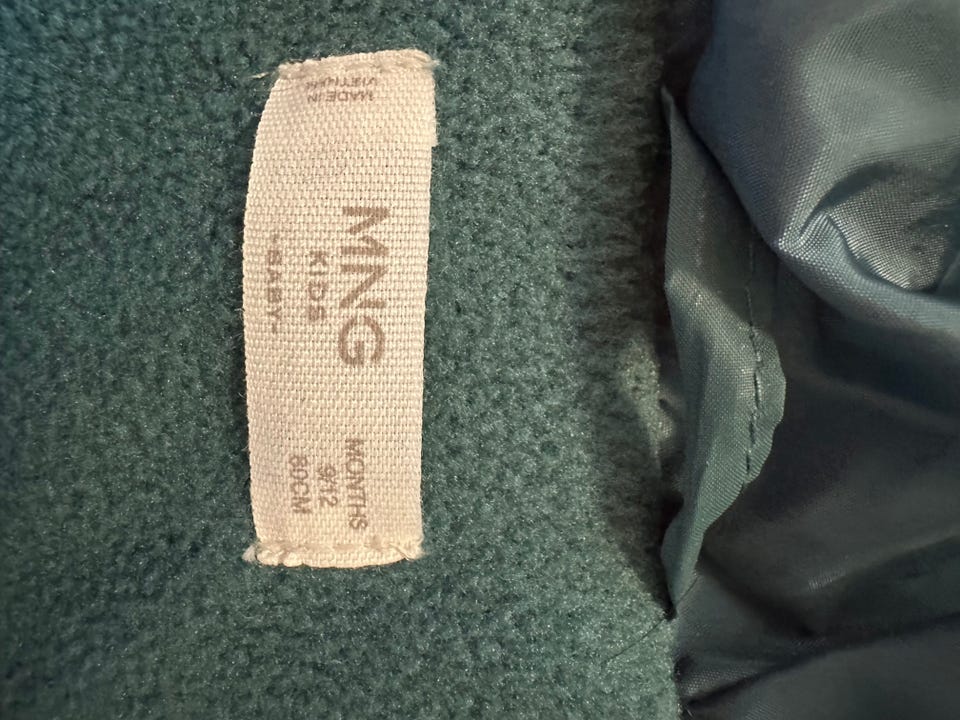 MADE IN
VIETNAM
MNG
KIDS
-BABY-
MONTHS
9/12
80CM